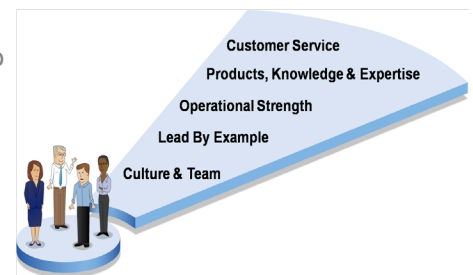 Customer Service
Products, Knowledge & Expertise
Operational Strength
Lead By Example
Culture & Team